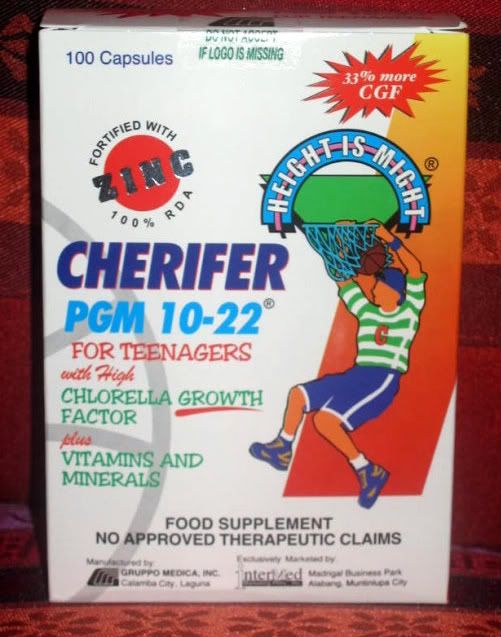 DO NOT ACCEPT
IF LOGO IS MISSING
100 Capsules
33% more
CGF
FORTIFIED WITH
ZINC
100% RDA
HEIGHT IS MIGHT®
CHERIFER
PGM 10-22®
FOR TEENAGERS
with High
CHLORELLA GROWTH
FACTOR
plus
VITAMINS AND
MINERALS
C
FOOD SUPPLEMENT
NO APPROVED THERAPEUTIC CLAIMS
Manufactured by:
GRUPPO MEDICA, INC.
Calamba City, Laguna
Exclusively Marketed by:
InterMed
Madrigal Business Park
Alabang, Muntinlupa City